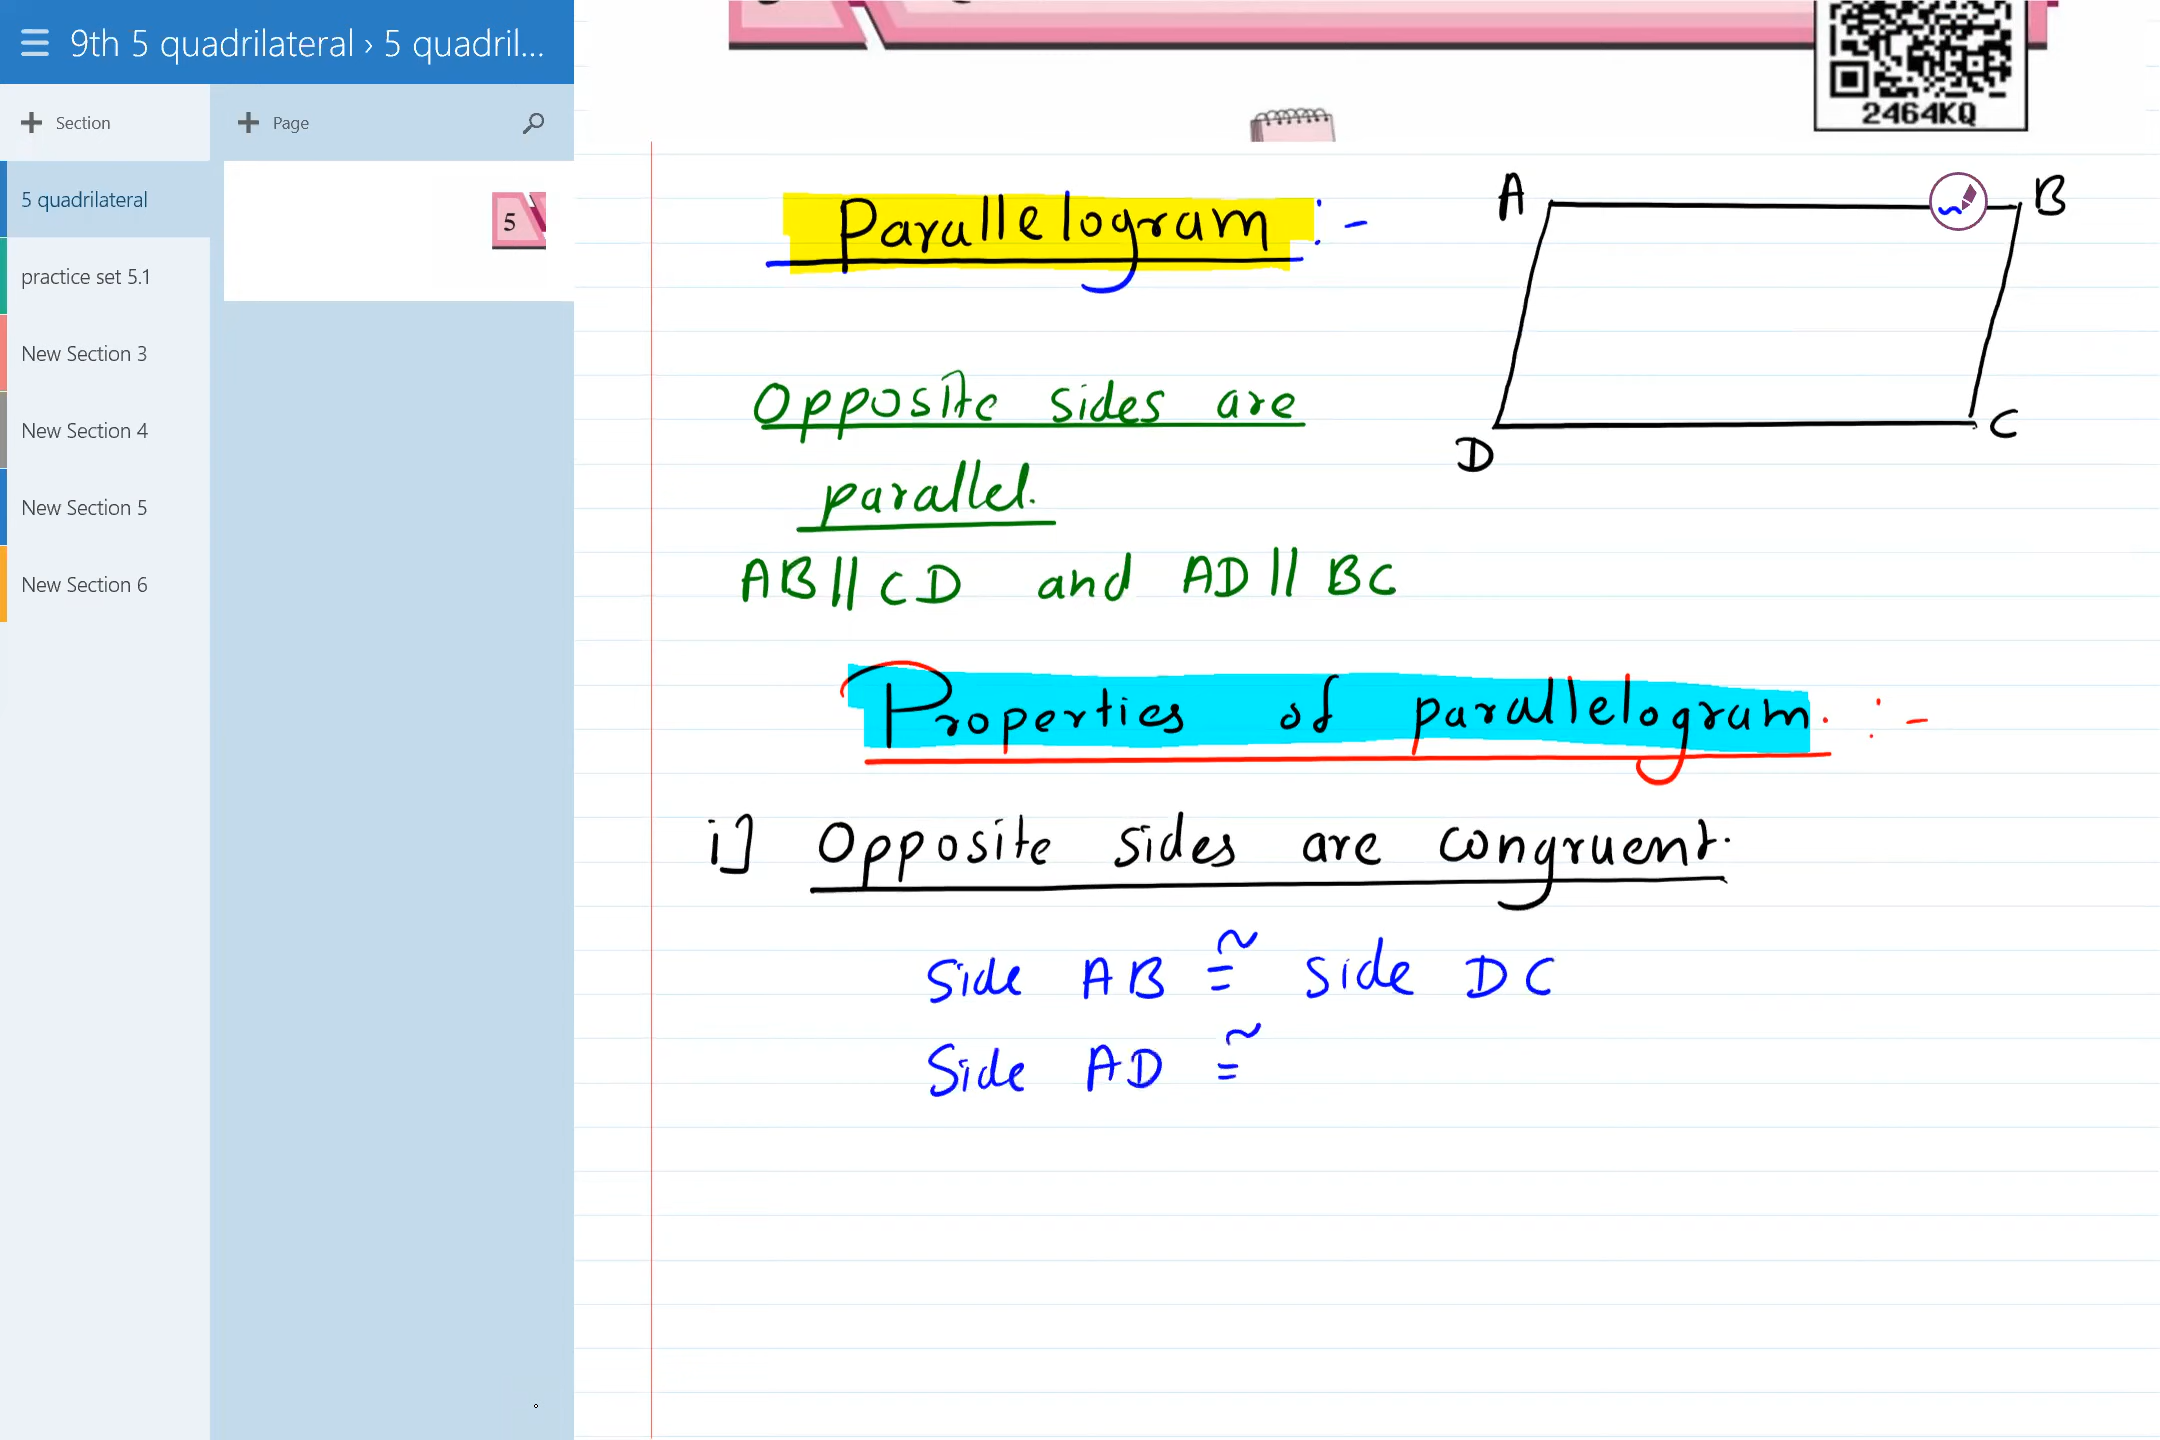 9th 5 quadrilateral › 5 quadril...
Section
Page
5 quadrilateral
practice set 5.1
New Section 3
New Section 4
New Section 5
New Section 6
5
2464KQ
Parallelogram :-
A
B
C
D
Opposite sides are
parallel.
AB || CD and AD || BC
Properties of parallelogram. :-
i] Opposite sides are congruent.
Side AB ≅ side DC
Side AD ≅